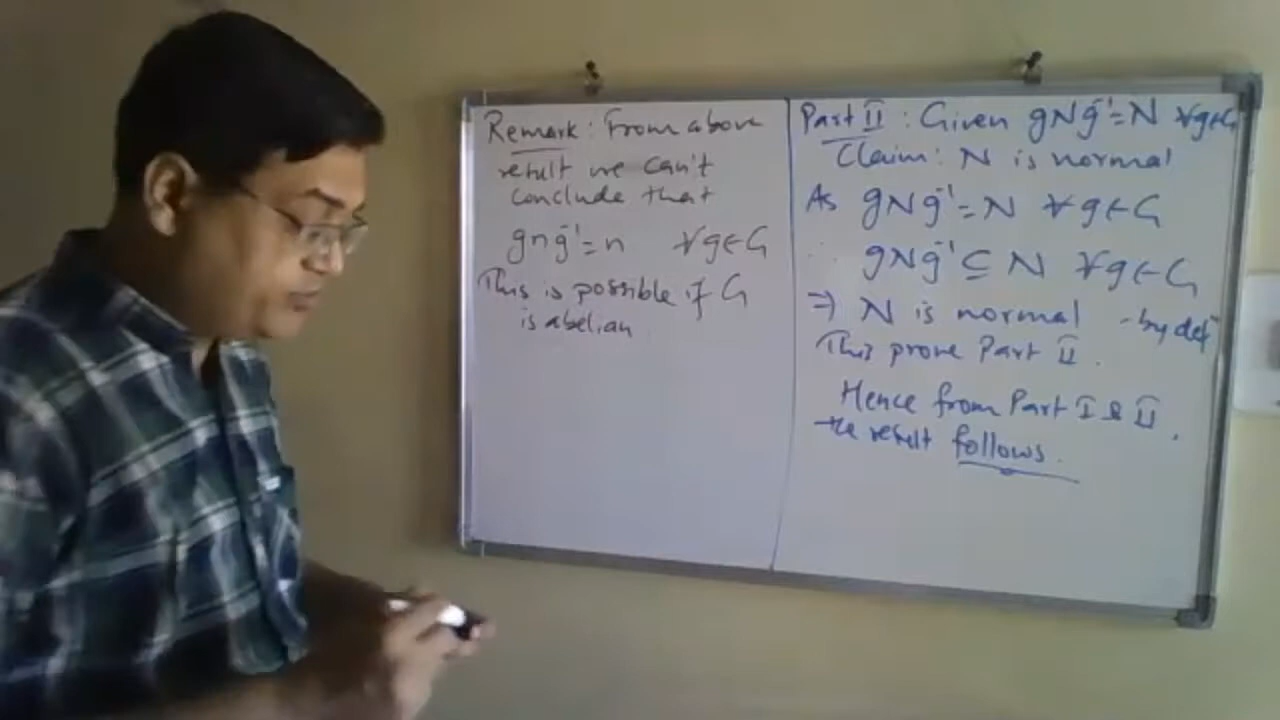 Remark: From above
result we can't
conclude that
gng⁻¹=n ∀g∈G
This is possible if G
is abelian
Part II : Given gNg⁻¹=N ∀g∈G
Claim: N is normal
As gNg⁻¹=N ∀g∈G
∴ gNg⁻¹ ⊆ N ∀g∈G
⇒ N is normal - by defⁿ
This prove Part II.
Hence from Part I & II,
the result follows.